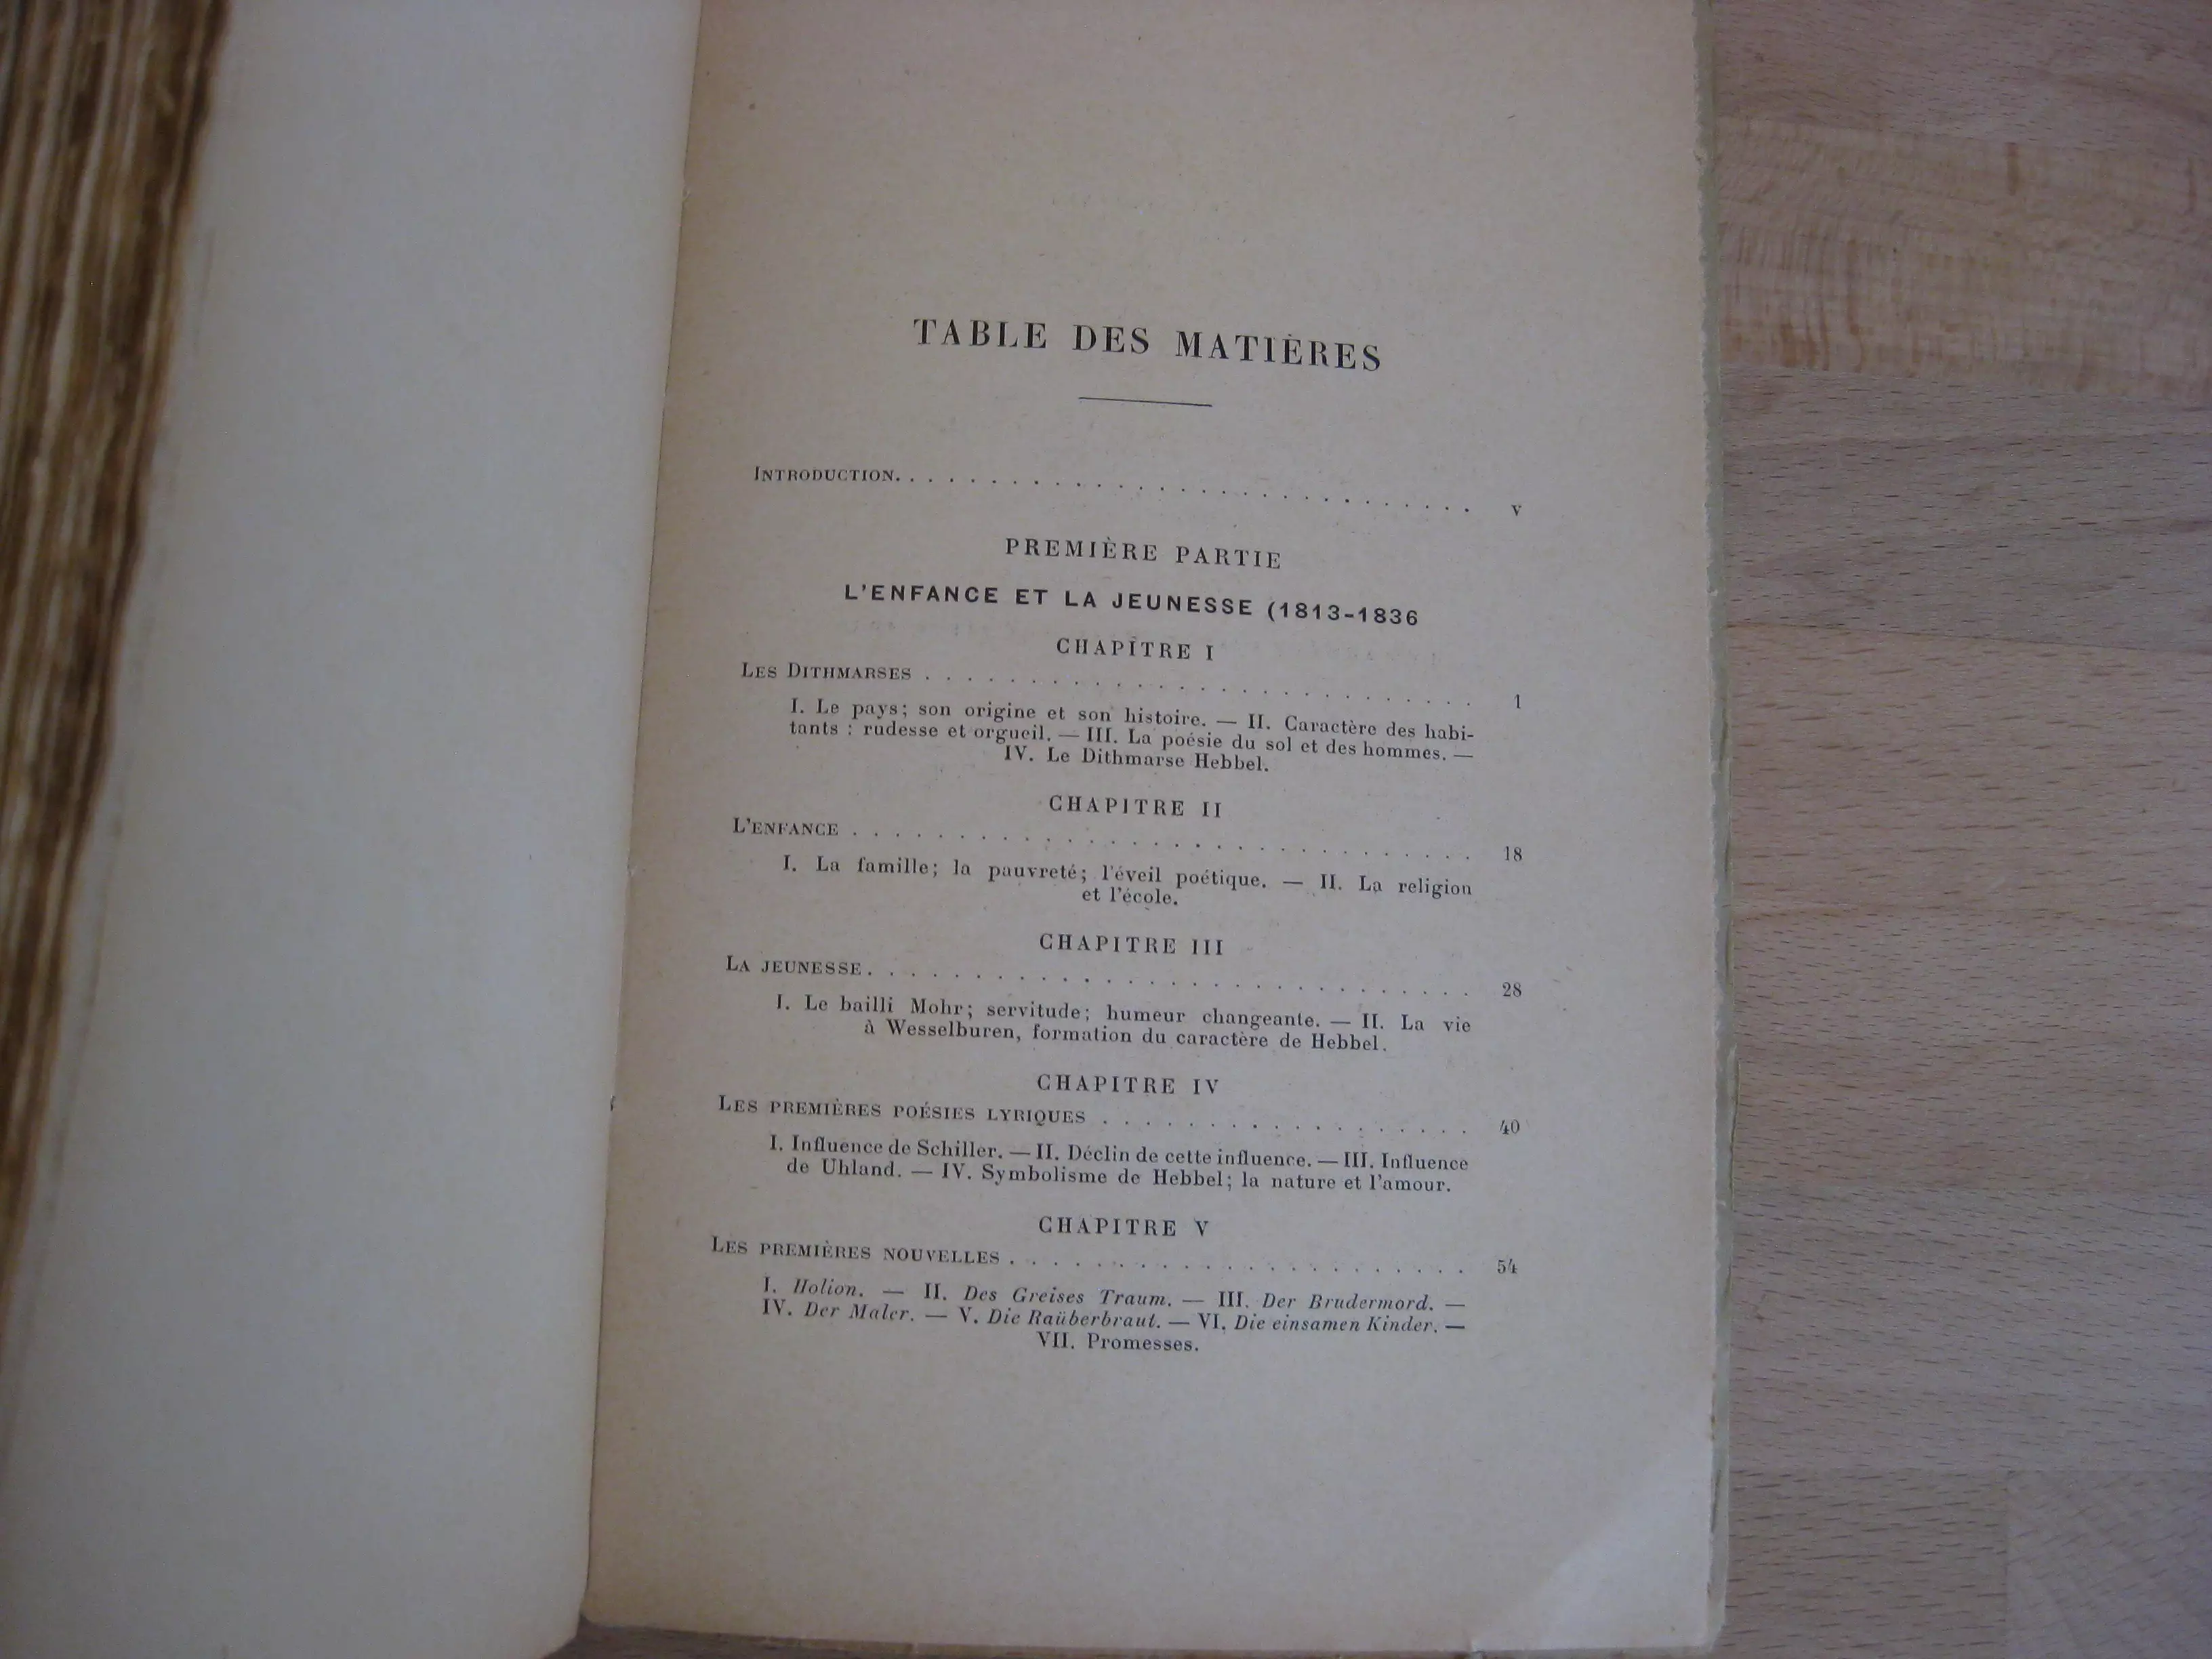 TABLE DES MATIÈRES
INTRODUCTION. . . . . . . . . . . . . . . . . . . . . . . . . . . . V
PREMIÈRE PARTIE
L'ENFANCE ET LA JEUNESSE (1813-1836
CHAPITRE I
LES DITHMARSES . . . . . . . . . . . . . . . . . . . . . . . . . . . 1
I. Le pays; son origine et son histoire. — II. Caractère des habi-
tants : rudesse et orgueil. — III. La poésie du sol et des hommes. —
IV. Le Dithmarse Hebbel.
CHAPITRE II
L'ENFANCE . . . . . . . . . . . . . . . . . . . . . . . . . . . . . . 18
I. La famille; la pauvreté; l'éveil poétique. — II. La religion
et l'école.
CHAPITRE III
LA JEUNESSE. . . . . . . . . . . . . . . . . . . . . . . . . . . . . 28
I. Le bailli Mohr; servitude; humeur changeante. — II. La vie
à Wesselburen, formation du caractère de Hebbel.
CHAPITRE IV
LES PREMIÈRES POÉSIES LYRIQUES . . . . . . . . . . . . . . . . . . 40
I. Influence de Schiller. — II. Déclin de cette influence. — III. Influence
de Uhland. — IV. Symbolisme de Hebbel; la nature et l'amour.
CHAPITRE V
LES PREMIÈRES NOUVELLES . . . . . . . . . . . . . . . . . . . . . . 54
I. Holion. — II. Des Greises Traum. — III. Der Brudermord. —
IV. Der Maler. — V. Die Raüberbraut. — VI. Die einsamen Kinder. —
VII. Promesses.